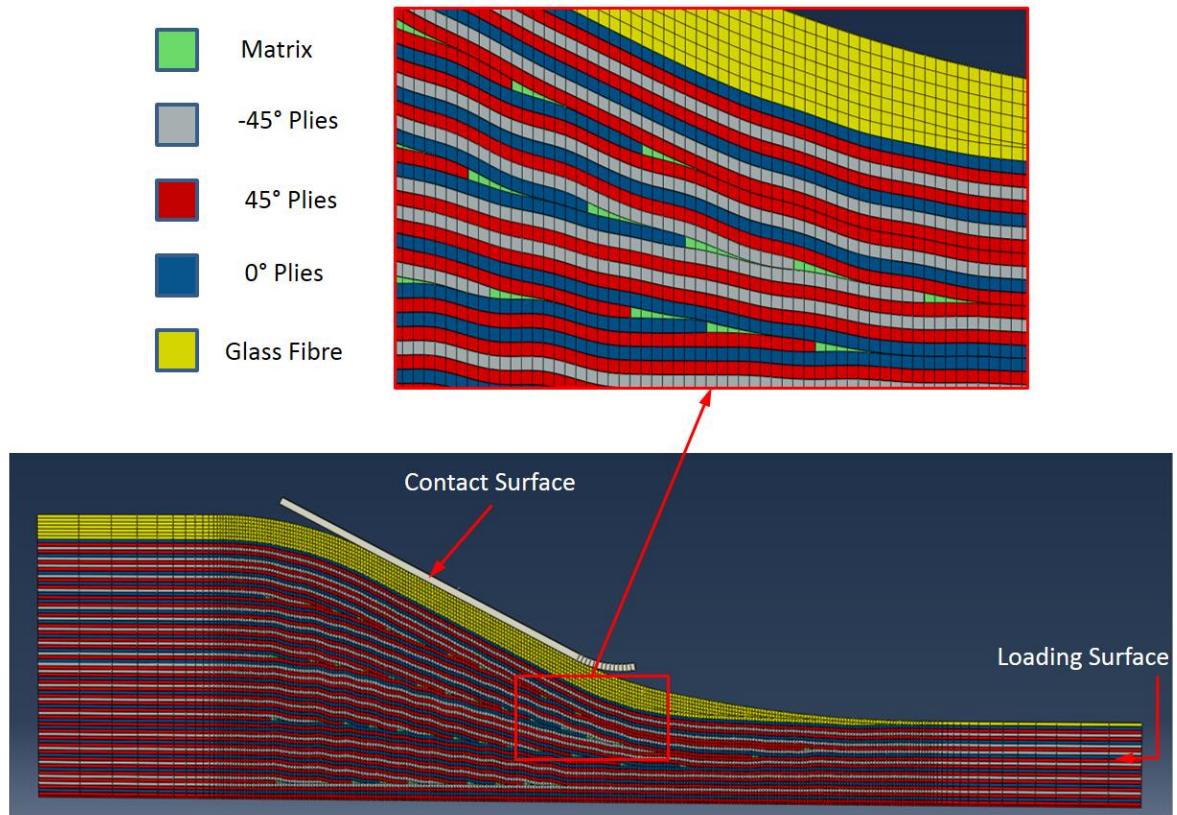 Matrix
-45° Plies
45° Plies
0° Plies
Glass Fibre
Contact Surface
Loading Surface